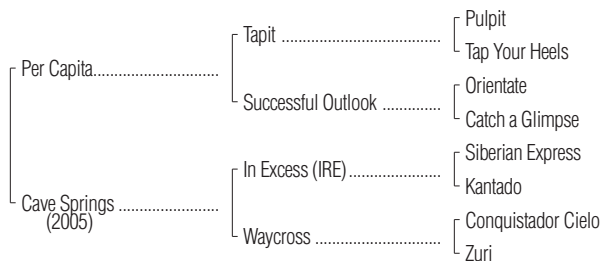 Pulpit
Tapit ........................................
Tap Your Heels
Per Capita...............................
Orientate
Successful Outlook ..............
Catch a Glimpse
Siberian Express
In Excess (IRE)......................
Kantado
Cave Springs .........................
(2005)
Conquistador Cielo
Waycross ...............................
Zuri